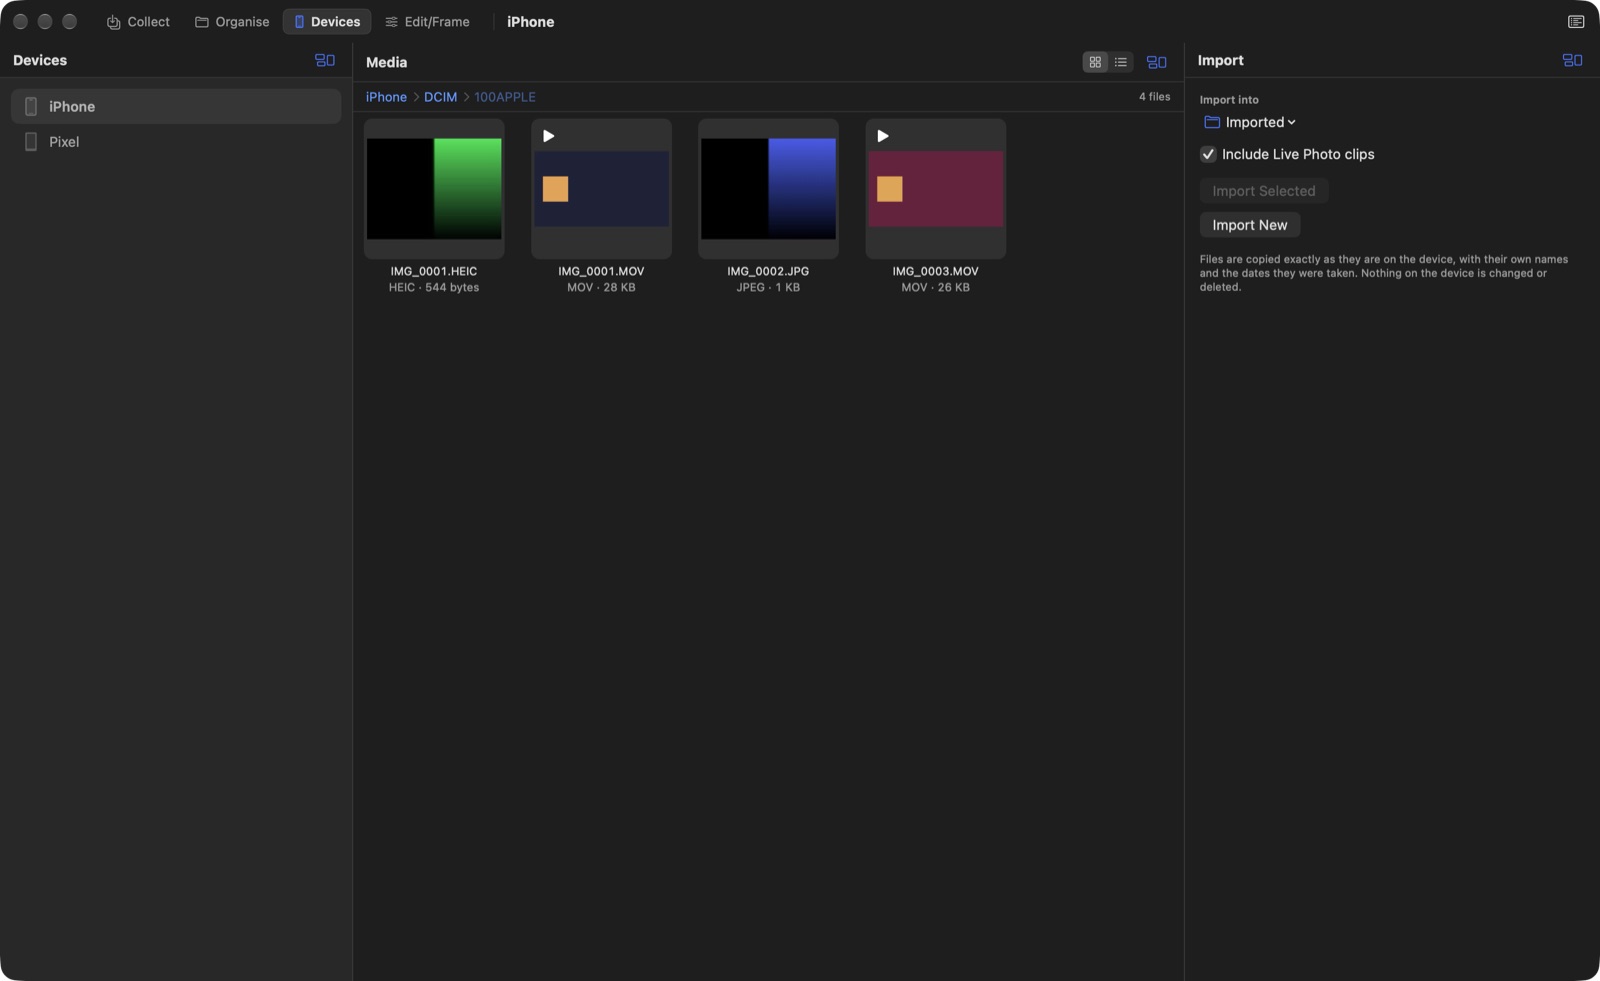 Collect
Organise
Devices
Edit/Frame
iPhone
Devices
iPhone
Pixel
Media
iPhone > DCIM > 100APPLE
4 files
IMG_0001.HEIC
HEIC · 544 bytes
IMG_0001.MOV
MOV · 28 KB
IMG_0002.JPG
JPEG · 1 KB
IMG_0003.MOV
MOV · 26 KB
Import
Import into
Imported
Include Live Photo clips
Import Selected
Import New
Files are copied exactly as they are on the device, with their own names
and the dates they were taken. Nothing on the device is changed or
deleted.